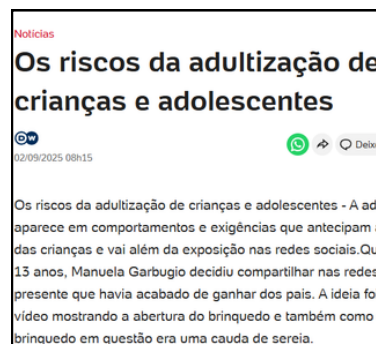 Notícias
Os riscos da adultização de
crianças e adolescentes
DW
02/09/2025 08h15
Deix
Os riscos da adultização de crianças e adolescentes - A ad
aparece em comportamentos e exigências que antecipam
das crianças e vai além da exposição nas redes sociais.Qu
13 anos, Manuela Garbugio decidiu compartilhar nas redes
presente que havia acabado de ganhar dos pais. A ideia fo
vídeo mostrando a abertura do brinquedo e também como
brinquedo em questão era uma cauda de sereia.